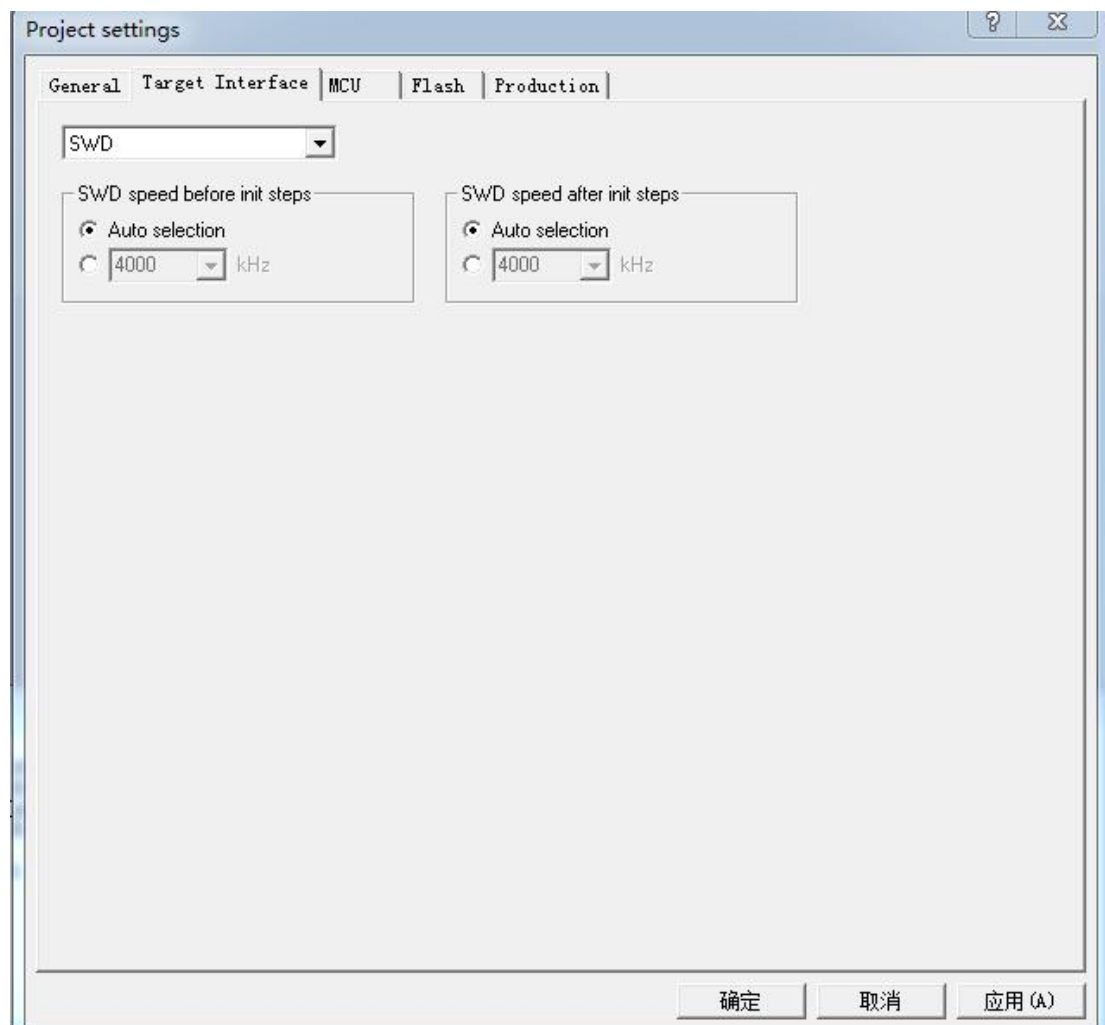 Project settings
General Target Interface MCU Flash Production
SWD
SWD speed before init steps SWD speed after init steps
Auto selection Auto selection
4000 kHz 4000 kHz
确定 取消 应用(A)